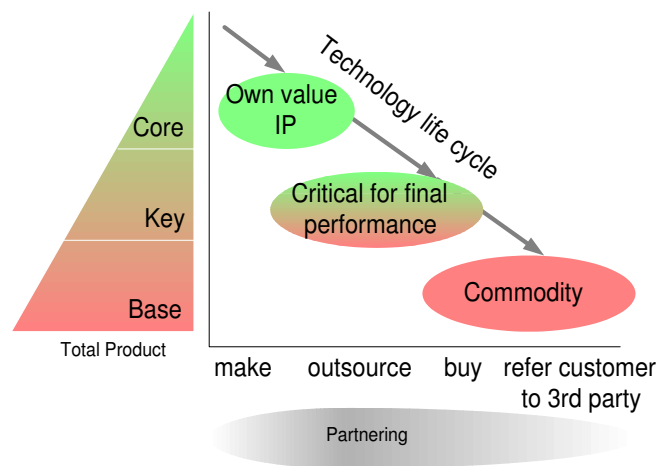 Technology life cycle
Own value
IP
Core
Critical for final
performance
Key
Commodity
Base
Total Product
make
outsource
buy
refer customer
to 3rd party
Partnering